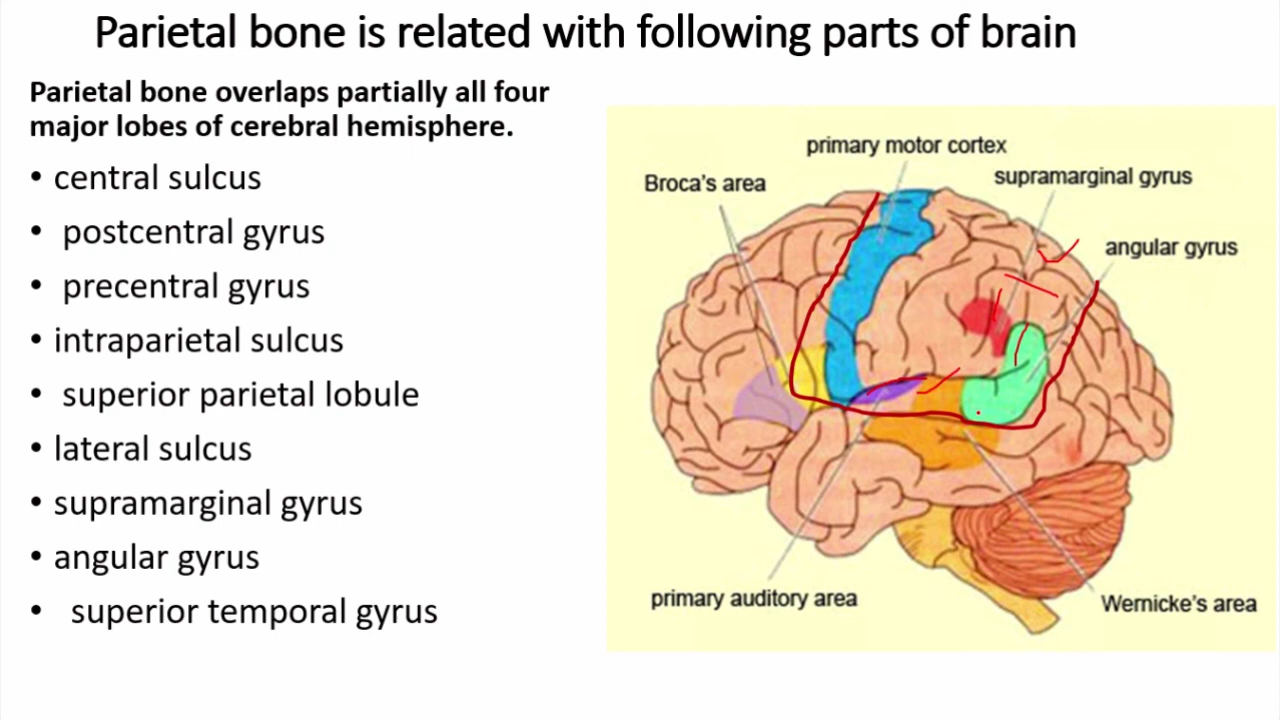 Parietal bone is related with following parts of brain
Parietal bone overlaps partially all four
major lobes of cerebral hemisphere.
• central sulcus
• postcentral gyrus
• precentral gyrus
• intraparietal sulcus
• superior parietal lobule
• lateral sulcus
• supramarginal gyrus
• angular gyrus
• superior temporal gyrus
primary motor cortex
Broca's area
supramarginal gyrus
angular gyrus
primary auditory area
Wernicke's area